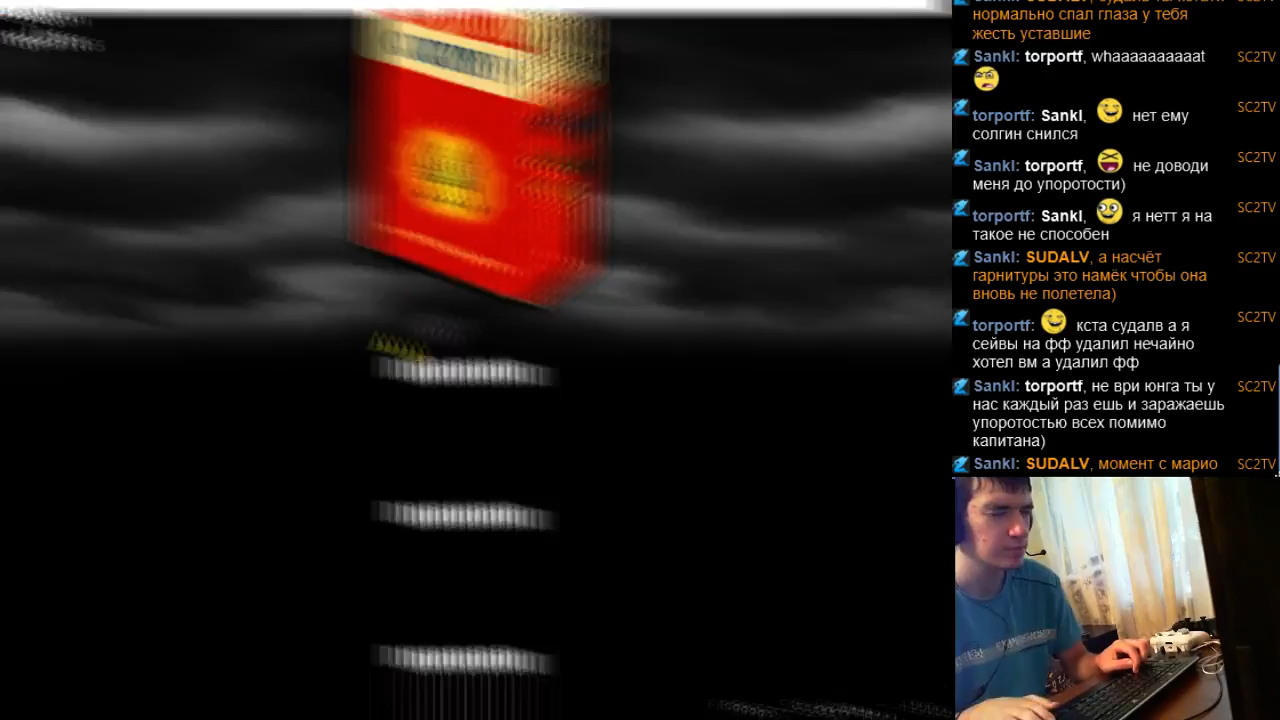 нормально спал глаза у тебя
жесть уставшие
Sankl: torportf, whaaaaaaaaaat SC2TV
torportf: Sankl, нет ему SC2TV
солгин снился
Sankl: torportf, не доводи SC2TV
меня до упоротости)
torportf: Sankl, я нетт я на SC2TV
такое не способен
Sankl: SUDALV, а насчёт SC2TV
гарнитуры это намёк чтобы она
вновь не полетела)
torportf: кста судалв а я SC2TV
сейвы на фф удалил нечайно
хотел вм а удалил фф
Sankl: torportf, не ври юнга ты у SC2TV
нас каждый раз ешь и заражаешь
упоротостью всех помимо
капитана)
Sankl: SUDALV, момент с марио SC2TV